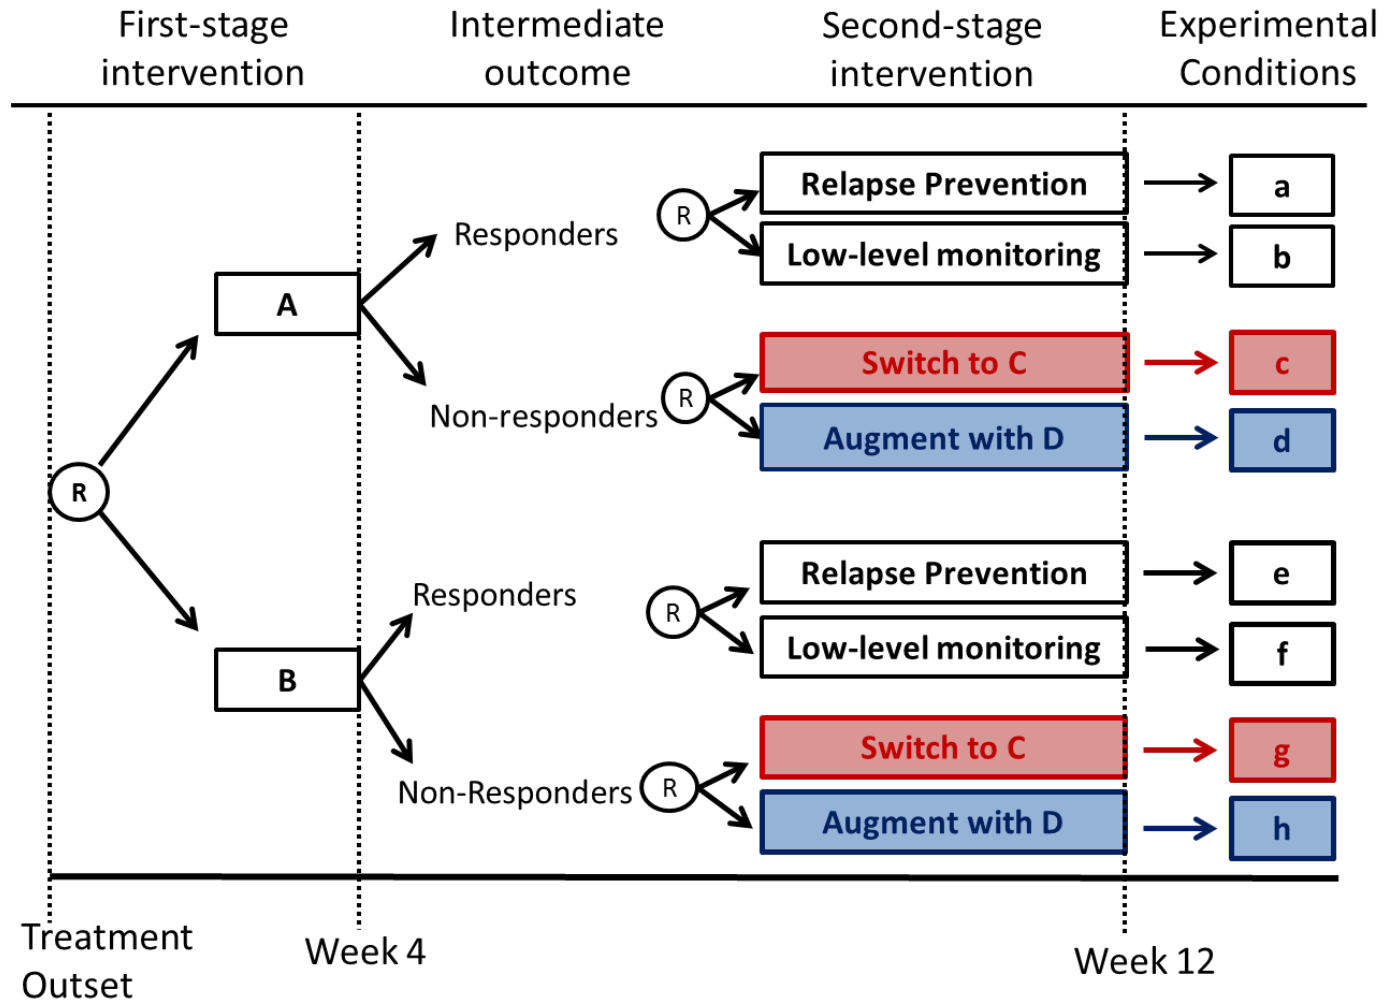 First-stage
intervention
Intermediate
outcome
Second-stage
intervention
Experimental
Conditions
Relapse Prevention
a
R
Responders
Low-level monitoring
b
A
Switch to C
c
R
Non-responders
Augment with D
d
R
Relapse Prevention
e
Responders
R
Low-level monitoring
f
B
Switch to C
g
Non-Responders
R
Augment with D
h
Treatment
Outset
Week 4
Week 12